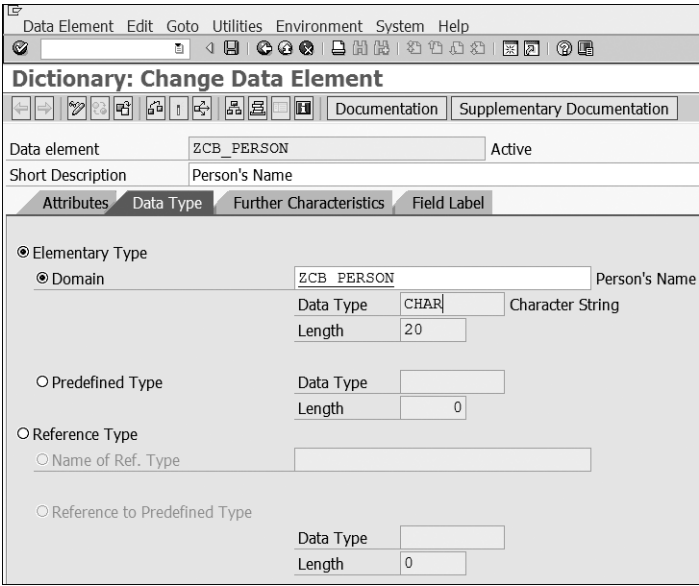 Data Element Edit Goto Utilities Environment System Help
Dictionary: Change Data Element
Documentation Supplementary Documentation
Data element ZCB_PERSON Active
Short Description Person's Name
Attributes Data Type Further Characteristics Field Label
Elementary Type
Domain ZCB_PERSON Person's Name
Data Type CHAR Character String
Length 20
Predefined Type Data Type
Length 0
Reference Type
Name of Ref. Type
Reference to Predefined Type
Data Type
Length 0